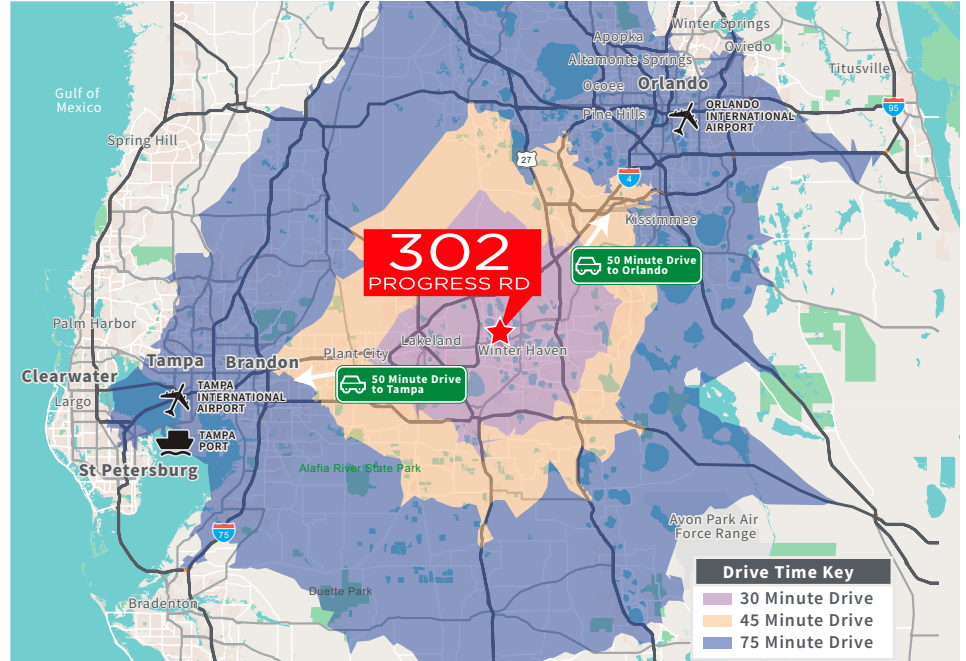 Winter Springs
Apopka
Oviedo
Altamonte Springs
Titusville
Ocoee
Orlando
Gulf of
Mexico
Pine Hills
ORLANDO
INTERNATIONAL
AIRPORT
95
Spring Hill
27
4
Kissimmee
302
PROGRESS RD
50 Minute Drive
to Orlando
Palm Harbor
Lakeland
Winter Haven
Plant City
Tampa
Brandon
Clearwater
50 Minute Drive
to Tampa
TAMPA
INTERNATIONAL
AIRPORT
Largo
TAMPA
PORT
St Petersburg
Alafia River State Park
Avon Park Air
Force Range
75
Drive Time Key
30 Minute Drive
45 Minute Drive
75 Minute Drive
Duette Park
Bradenton